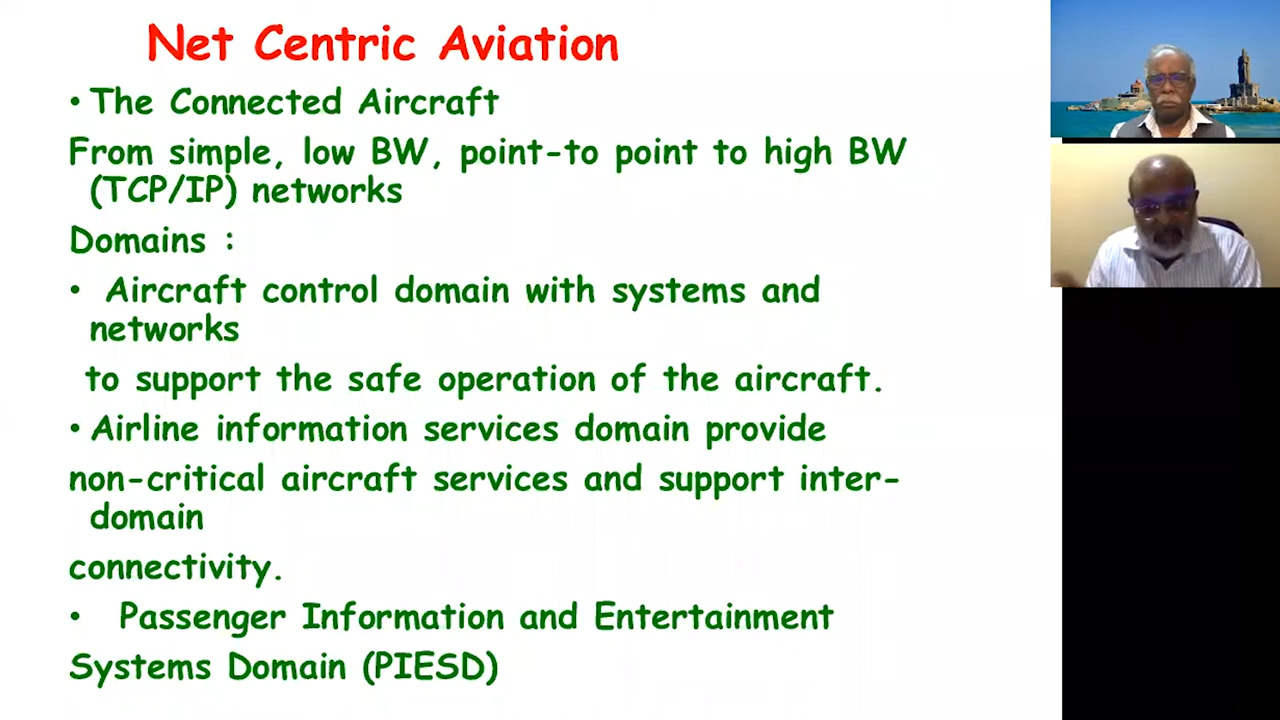 Net Centric Aviation
• The Connected Aircraft
From simple, low BW, point-to point to high BW
(TCP/IP) networks
Domains :
• Aircraft control domain with systems and
networks
to support the safe operation of the aircraft.
• Airline information services domain provide
non-critical aircraft services and support inter-
domain
connectivity.
• Passenger Information and Entertainment
Systems Domain (PIESD)